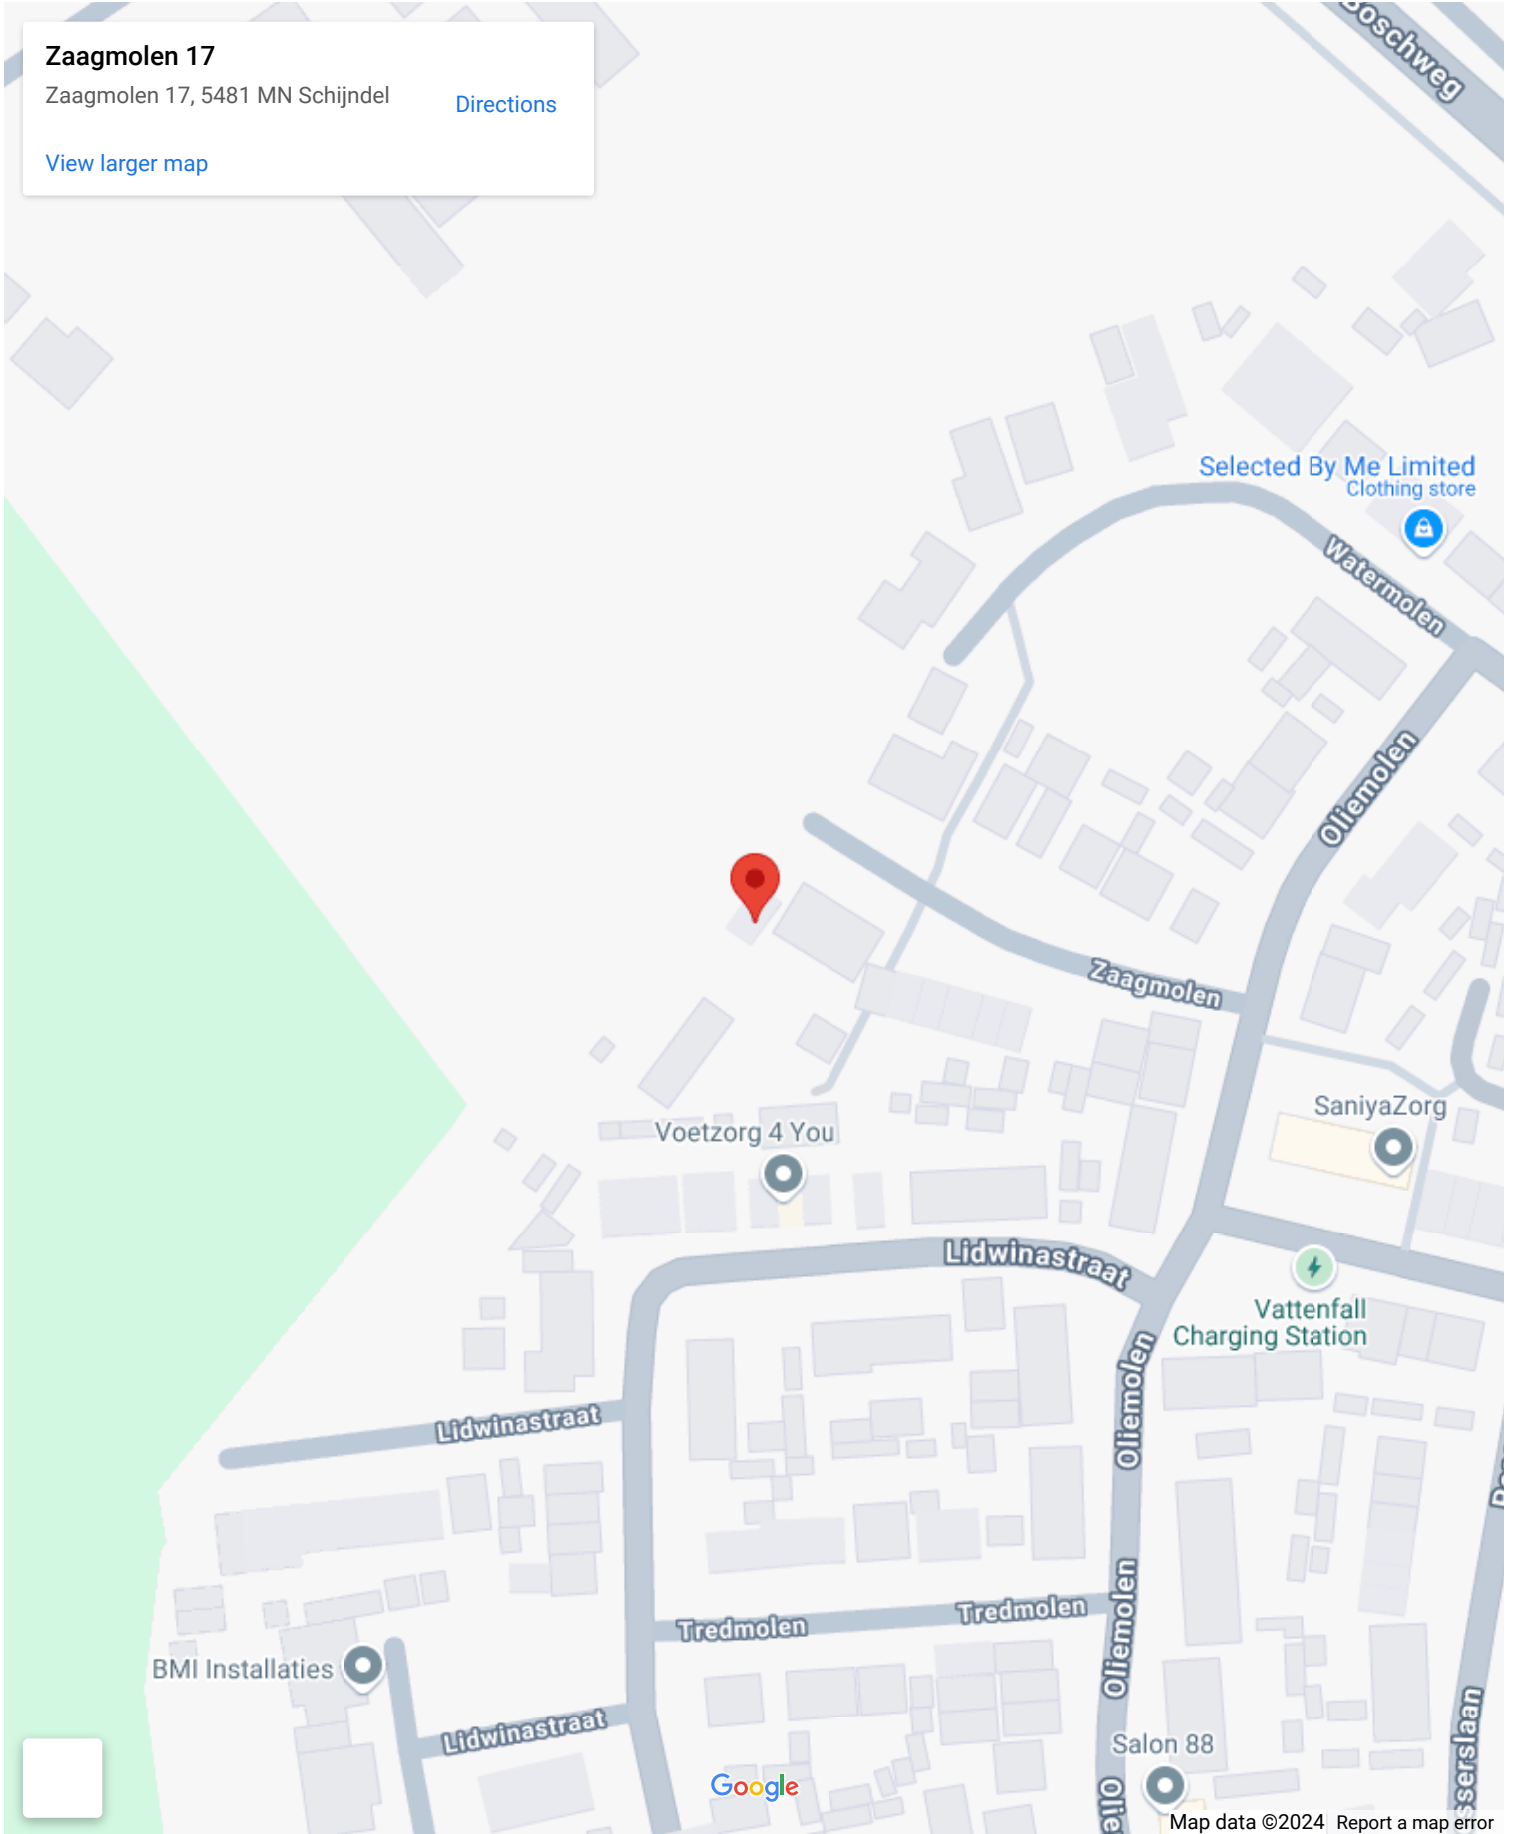 Zaagmolen 17
Zaagmolen 17, 5481 MN Schijndel
Directions
View larger map
Boschweg
Selected By Me Limited
Clothing store
Watermolen
Oliemolen
Zaagmolen
SaniyaZorg
Voetzorg 4 You
Lidwinastraat
Vattenfall
Charging Station
Oliemolen
Lidwinastraat
Oliemolen
Tredmolen
Tredmolen
BMI Installaties
Lidwinastraat
Salon 88
Google
Map data ©2024
Report a map error